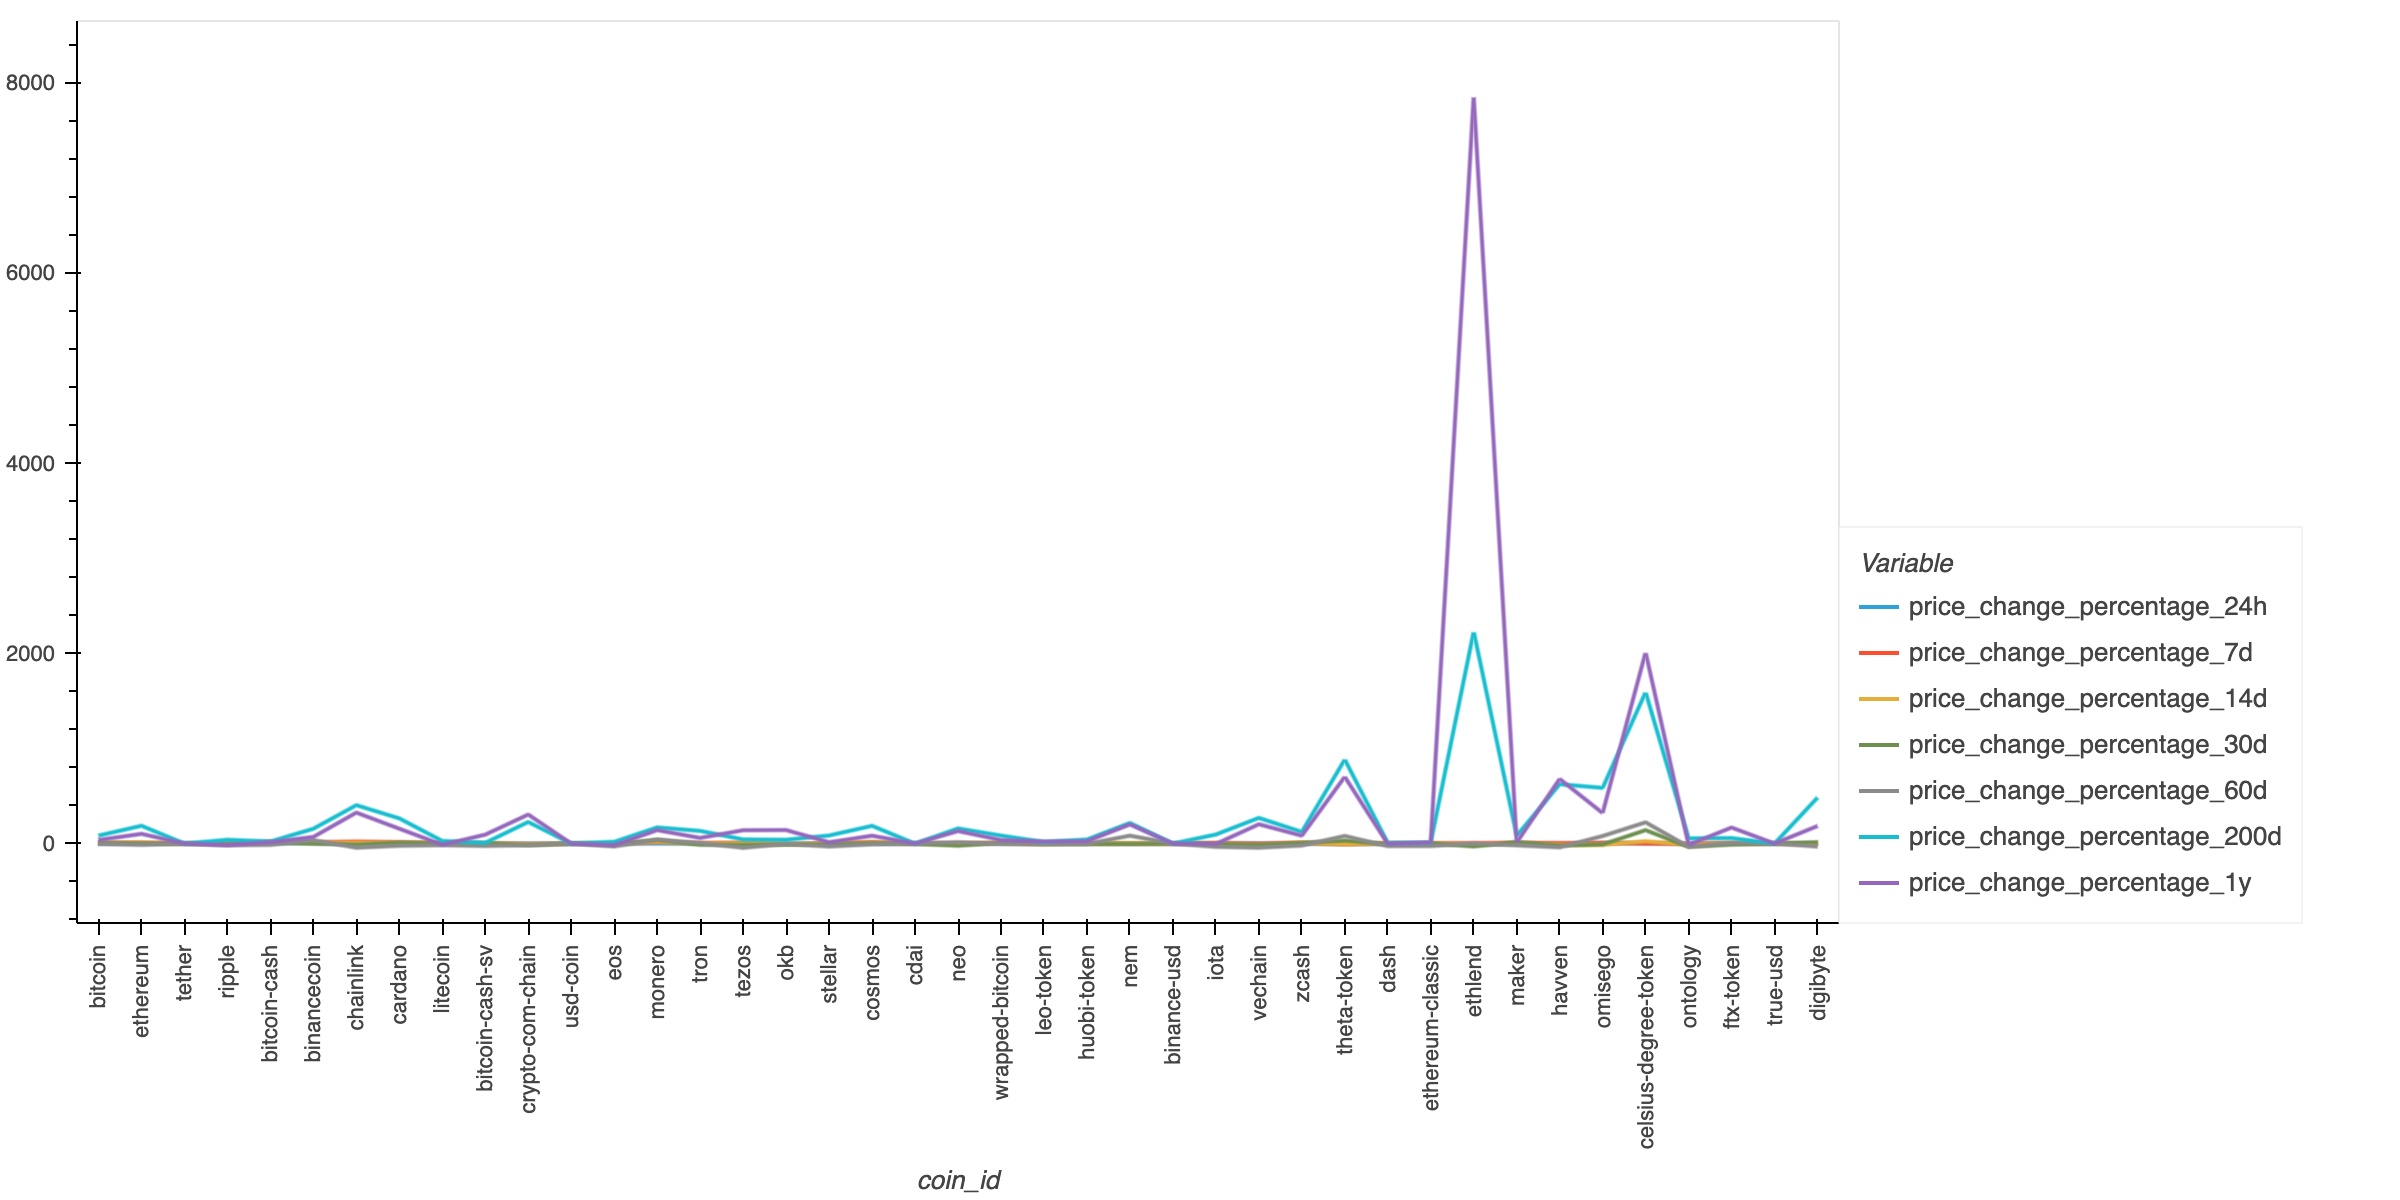 8000
6000
4000
2000
0
bitcoin
ethereum
tether
ripple
bitcoin-cash
binancecoin
chainlink
cardano
litecoin
bitcoin-cash-sv
crypto-com-chain
usd-coin
eos
monero
tron
tezos
okb
stellar
cosmos
cdai
neo
wrapped-bitcoin
leo-token
huobi-token
nem
binance-usd
iota
vechain
zcash
theta-token
dash
ethereum-classic
ethlend
maker
havven
omisego
celsius-degree-token
ontology
ftx-token
true-usd
digibyte
coin_id
Variable
price_change_percentage_24h
price_change_percentage_7d
price_change_percentage_14d
price_change_percentage_30d
price_change_percentage_60d
price_change_percentage_200d
price_change_percentage_1y